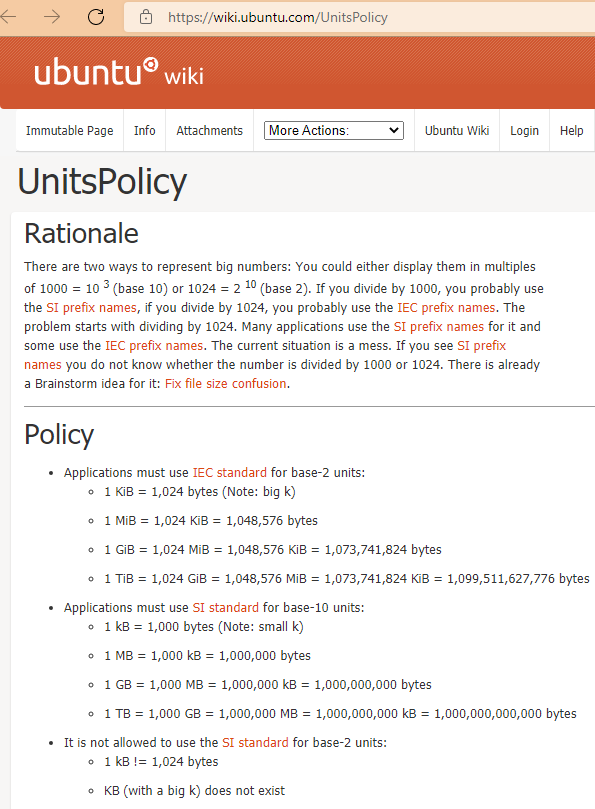 https://wiki.ubuntu.com/UnitsPolicy
ubuntu wiki
Immutable Page Info Attachments More Actions: Ubuntu Wiki Login Help
UnitsPolicy
Rationale
There are two ways to represent big numbers: You could either display them in multiples
of 1000 = 10 3 (base 10) or 1024 = 2 10 (base 2). If you divide by 1000, you probably use
the SI prefix names, if you divide by 1024, you probably use the IEC prefix names. The
problem starts with dividing by 1024. Many applications use the SI prefix names for it and
some use the IEC prefix names. The current situation is a mess. If you see SI prefix
names you do not know whether the number is divided by 1000 or 1024. There is already
a Brainstorm idea for it: Fix file size confusion.
Policy
• Applications must use IEC standard for base-2 units:
◦ 1 KiB = 1,024 bytes (Note: big k)
◦ 1 MiB = 1,024 KiB = 1,048,576 bytes
◦ 1 GiB = 1,024 MiB = 1,048,576 KiB = 1,073,741,824 bytes
◦ 1 TiB = 1,024 GiB = 1,048,576 MiB = 1,073,741,824 KiB = 1,099,511,627,776 bytes
• Applications must use SI standard for base-10 units:
◦ 1 kB = 1,000 bytes (Note: small k)
◦ 1 MB = 1,000 kB = 1,000,000 bytes
◦ 1 GB = 1,000 MB = 1,000,000 kB = 1,000,000,000 bytes
◦ 1 TB = 1,000 GB = 1,000,000 MB = 1,000,000,000 kB = 1,000,000,000,000 bytes
• It is not allowed to use the SI standard for base-2 units:
◦ 1 kB != 1,024 bytes
◦ KB (with a big k) does not exist